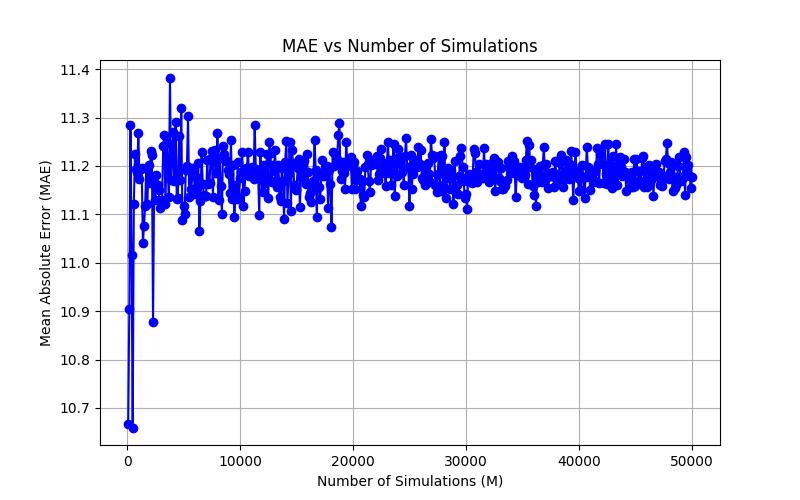 MAE vs Number of Simulations
Mean Absolute Error (MAE)
11.4
11.3
11.2
11.1
11.0
10.9
10.8
10.7
0 10000 20000 30000 40000 50000
Number of Simulations (M)